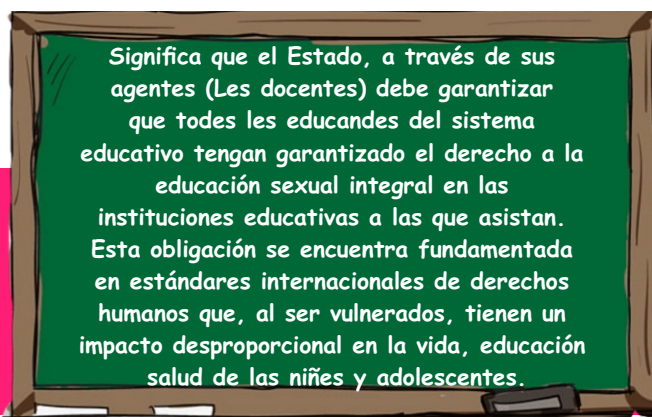 Significa que el Estado, a través de sus
agentes (Les docentes) debe garantizar
que todes les educandes del sistema
educativo tengan garantizado el derecho a la
educación sexual integral en las
instituciones educativas a las que asistan.
Esta obligación se encuentra fundamentada
en estándares internacionales de derechos
humanos que, al ser vulnerados, tienen un
impacto desproporcional en la vida, educación
salud de las niñes y adolescentes.